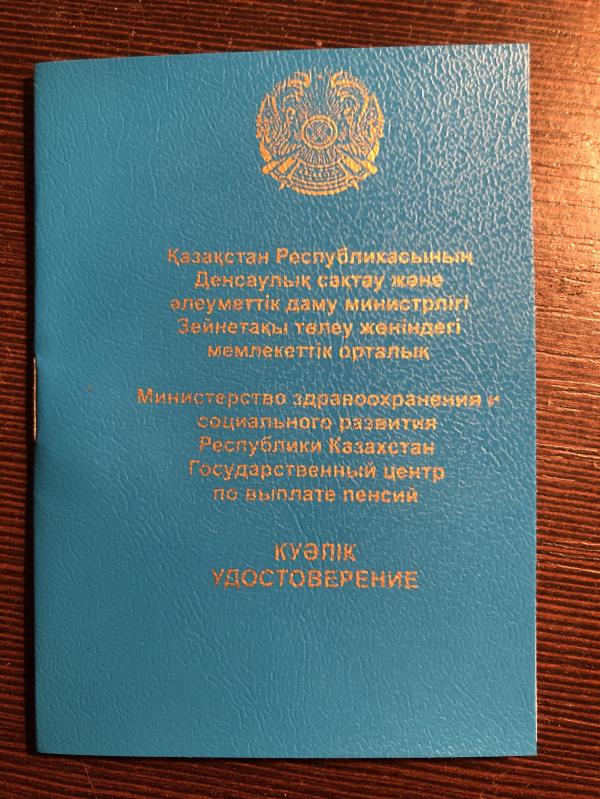 Қазақстан Республикасының
Денсаулық сақтау және
әлеуметтік даму министрлігі
Зейнетақы төлеу жөніндегі
мемлекеттік орталық
Министерство здравоохранения и
социального развития
Республики Казахстан
Государственный центр
по выплате пенсий
КУӘЛІК
УДОСТОВЕРЕНИЕ